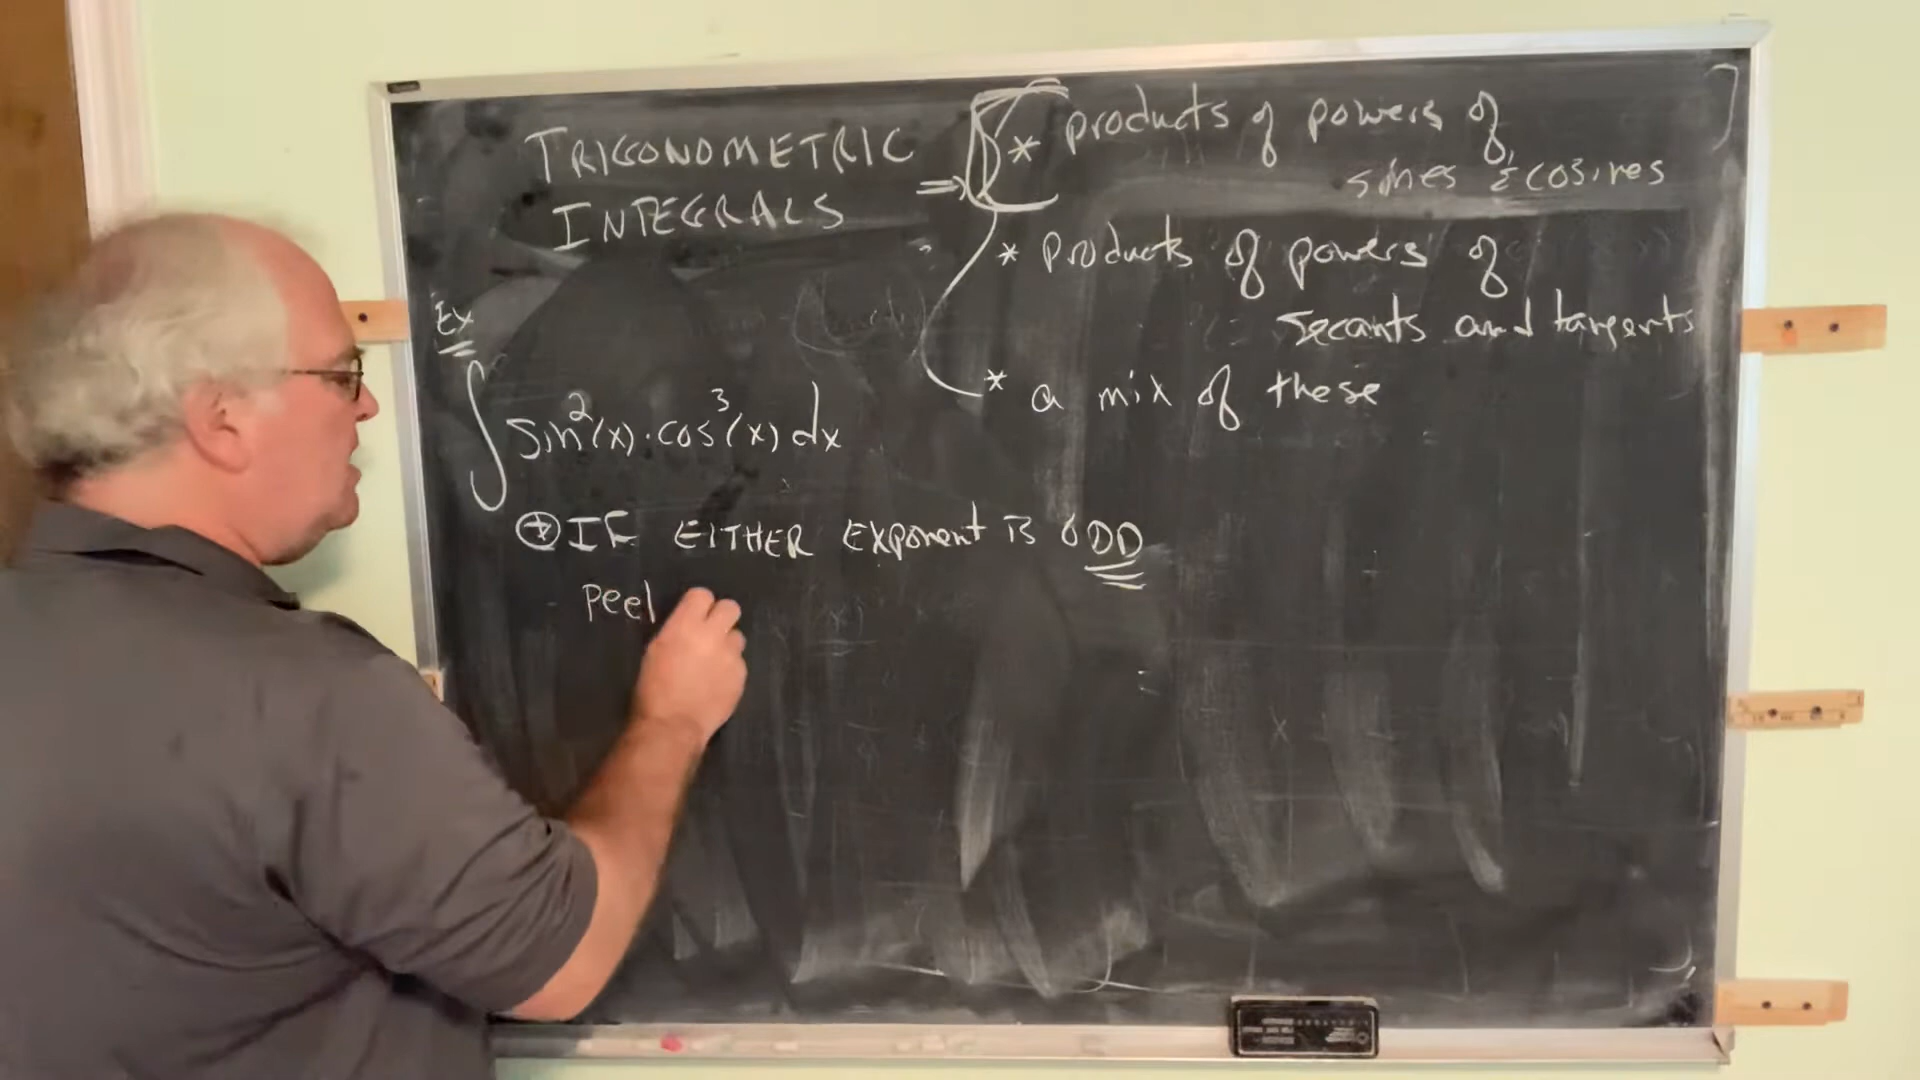 TRIGONOMETRIC
INTEGRALS
⇒ * products of powers of
sines & cosines
* products of powers of
secants and tangents
* a mix of these
Ex
∫ sin²(x)·cos³(x) dx
IF EITHER EXPonent IS ODD
peel